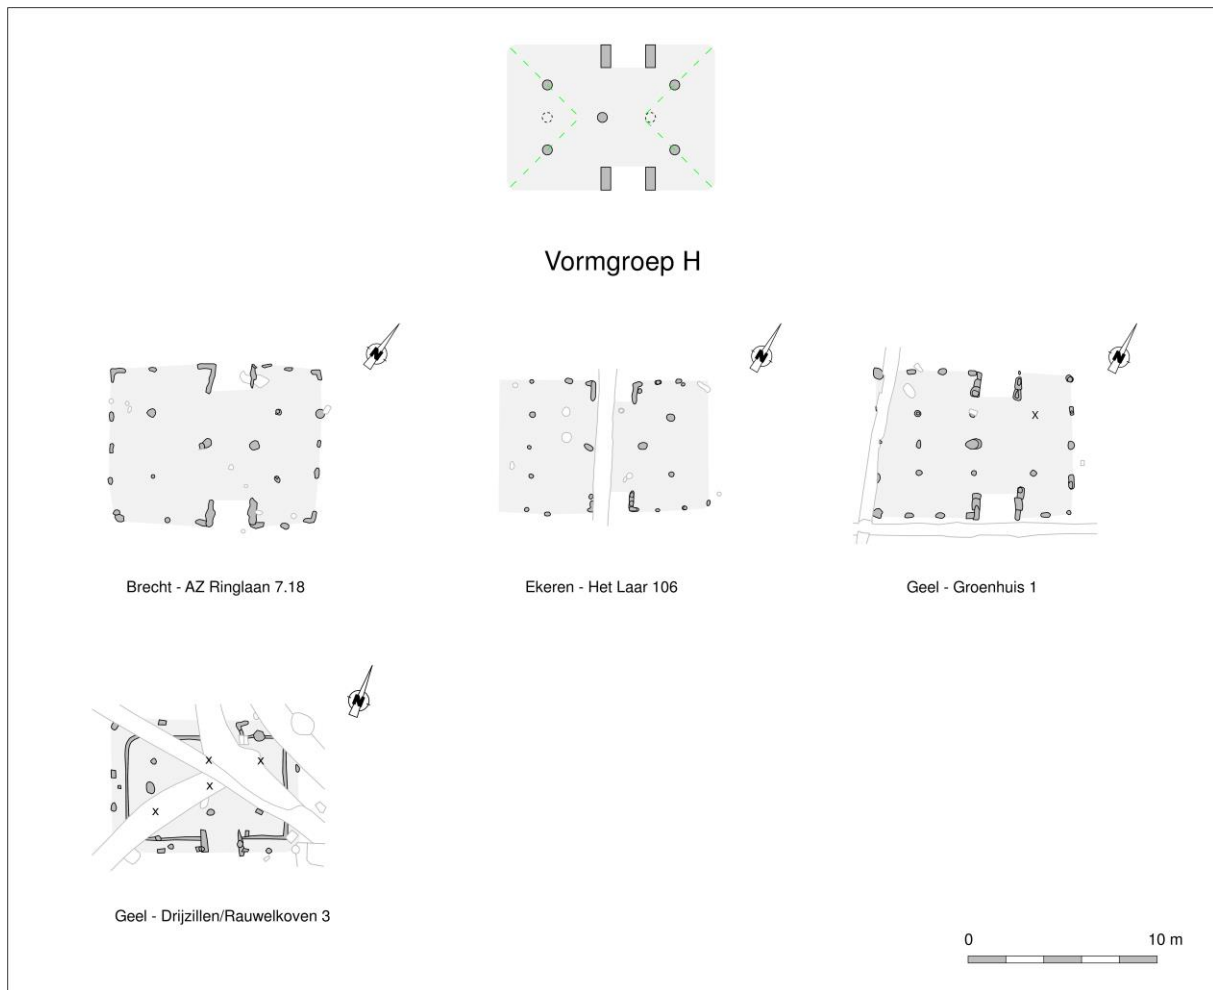 Vormgroep H
N
N
N
Brecht - AZ Ringlaan 7.18
Ekeren - Het Laar 106
Geel - Groenhuis 1
x
N
x
x
x
x
Geel - Drijzillen/Rauwelkoven 3
0
10 m